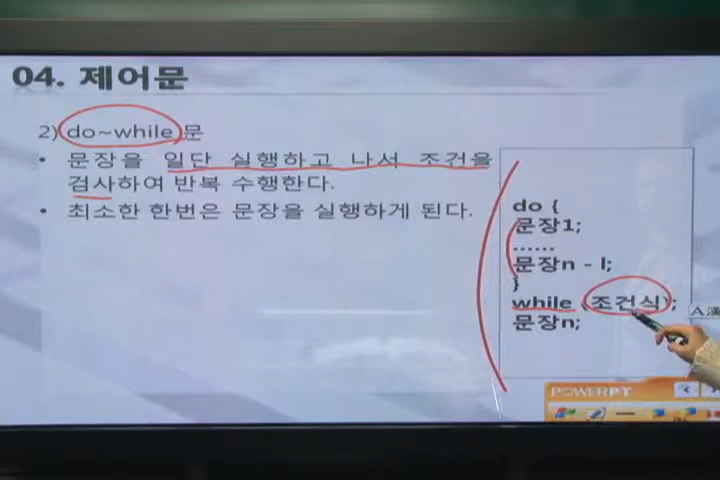 04. 제어문
2) do~while 문
• 문장을 일단 실행하고 나서 조건을
검사하여 반복 수행한다.
• 최소한 한번은 문장을 실행하게 된다.
do {
문장1;
......
문장n - l;
}
while (조건식);
문장n;
A漢
POWERPT